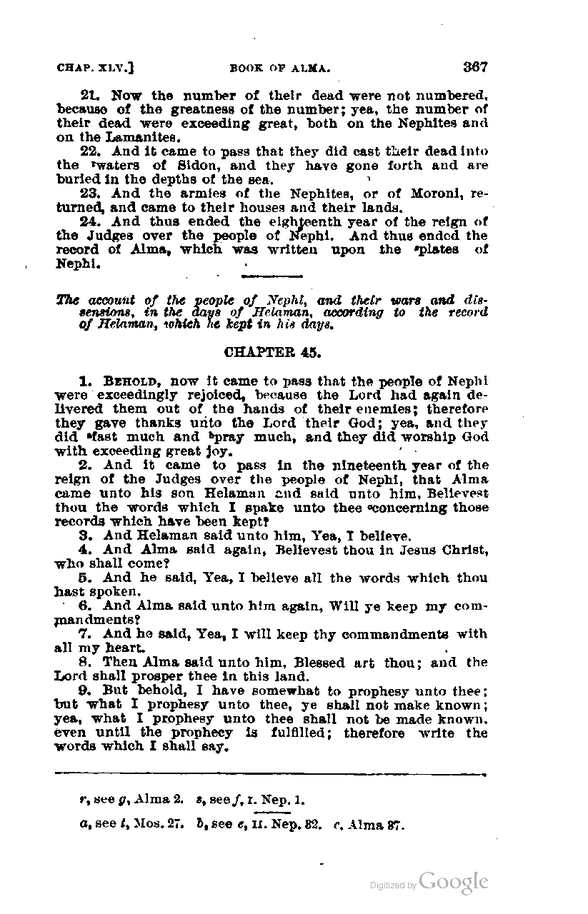 CHAP. XLV.] BOOK OF ALMA. 367
21. Now the number of their dead were not numbered,
because of the greatness of the number; yea, the number of
their dead were exceeding great, both on the Nephites and
on the Lamanites.
22. And it came to pass that they did cast their dead into
the ʳwaters of Sidon, and they have gone forth and are
buried in the depths of the sea.
23. And the armies of the Nephites, or of Moroni, re-
turned, and came to their houses and their lands.
24. And thus ended the eighteenth year of the reign of
the Judges over the people of Nephi. And thus ended the
record of Alma, which was written upon the ˢplates of
Nephi.
The account of the people of Nephi, and their wars and dis-
sensions, in the days of Helaman, according to the record
of Helaman, which he kept in his days.
CHAPTER 45.
1. BEHOLD, now it came to pass that the people of Nephi
were exceedingly rejoiced, because the Lord had again de-
livered them out of the hands of their enemies; therefore
they gave thanks unto the Lord their God; yea, and they
did ᵃfast much and ᵇpray much, and they did worship God
with exceeding great joy.
2. And it came to pass in the nineteenth year of the
reign of the Judges over the people of Nephi, that Alma
came unto his son Helaman and said unto him, Believest
thou the words which I spake unto thee ᶜconcerning those
records which have been kept?
3. And Helaman said unto him, Yea, I believe.
4. And Alma said again, Believest thou in Jesus Christ,
who shall come?
5. And he said, Yea, I believe all the words which thou
hast spoken.
6. And Alma said unto him again, Will ye keep my com-
mandments?
7. And he said, Yea, I will keep thy commandments with
all my heart.
8. Then Alma said unto him, Blessed art thou; and the
Lord shall prosper thee in this land.
9. But behold, I have somewhat to prophesy unto thee;
but what I prophesy unto thee, ye shall not make known;
yea, what I prophesy unto thee shall not be made known,
even until the prophecy is fulfilled; therefore write the
words which I shall say.
r, see g, Alma 2. s, see f, I. Nep. 1.
a, see t, Mos. 27. b, see e, II. Nep. 32. c, Alma 37.
Digitized by Google